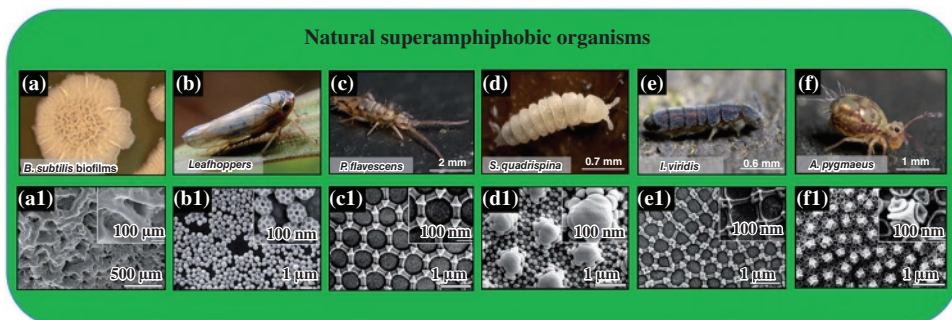 Natural superamphiphobic organisms
(a)
B. subtilis biofilms
(b)
Leafhoppers
(c)
P. flavescens
2 mm
(d)
S. quadrispina
0.7 mm
(e)
I. viridis
0.6 mm
(f)
A. pygmaeus
1 mm
(a1)
100 μm
500 μm
(b1)
100 nm
1 μm
(c1)
100 nm
1 μm
(d1)
100 nm
1 μm
(e1)
100 nm
1 μm
(f1)
100 nm
1 μm